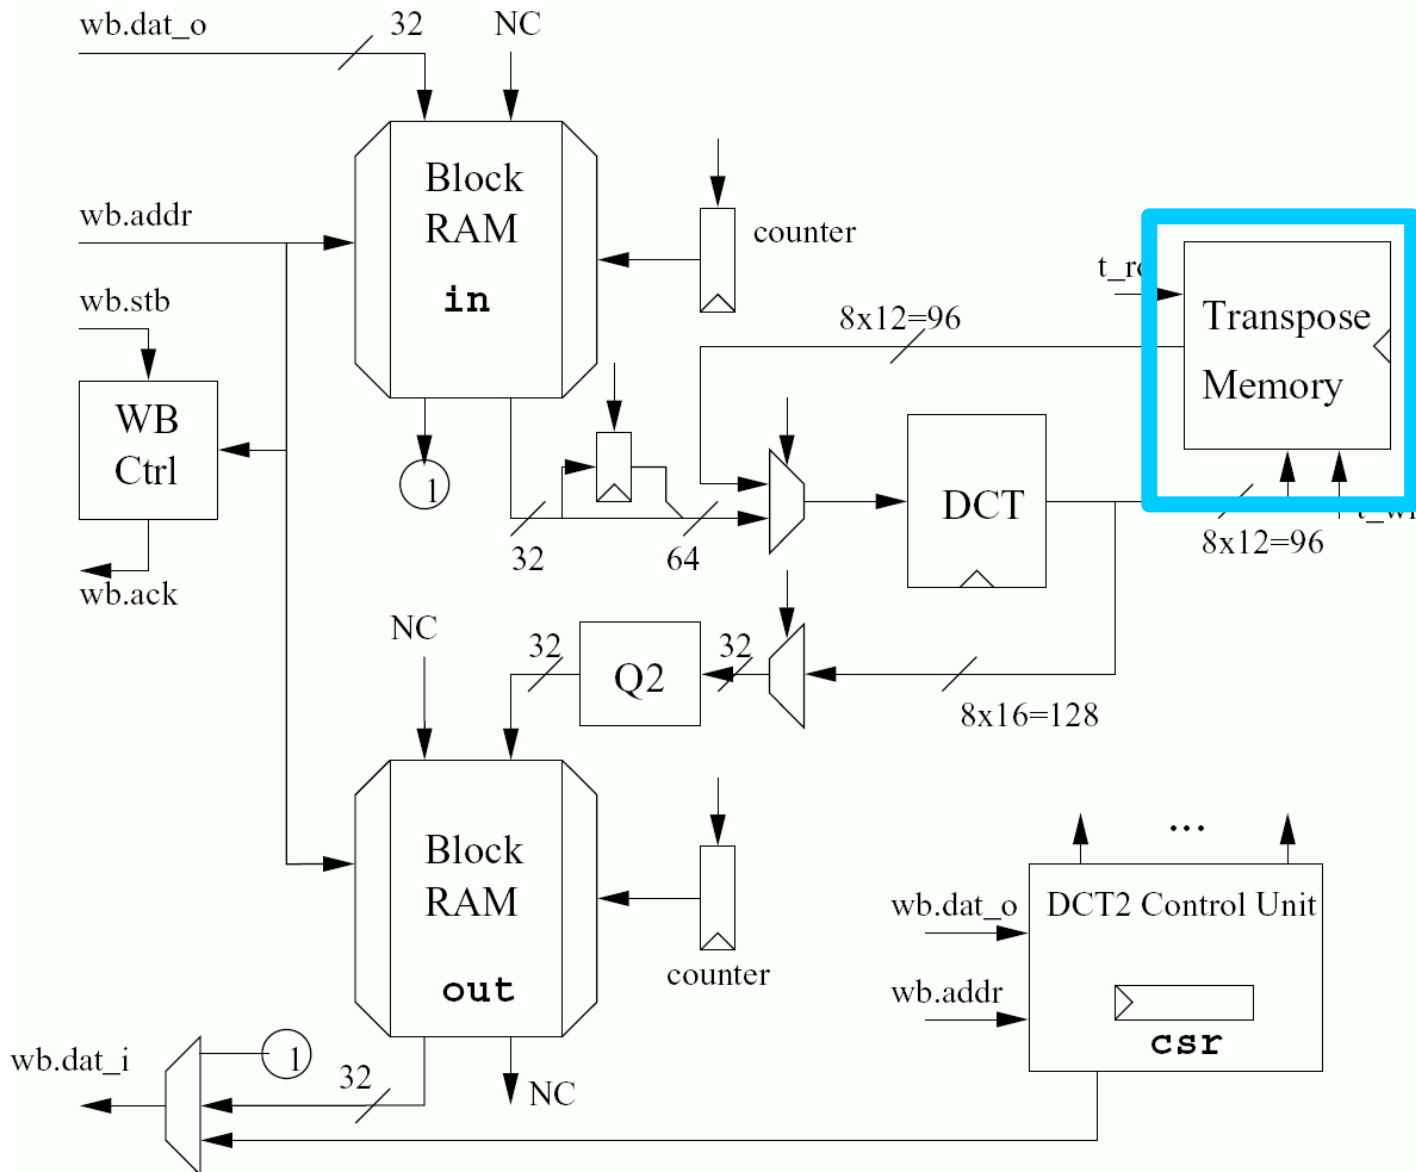 wb.dat_o
32
NC
Block
RAM
in
wb.addr
counter
wb.stb
8x12=96
Transpose
Memory
WB
Ctrl
1
DCT
32
64
8x12=96
wb.ack
NC
32
Q2
32
8x16=128
Block
RAM
out
counter
...
wb.dat_o
DCT2 Control Unit
wb.addr
csr
wb.dat_i
1
32
NC